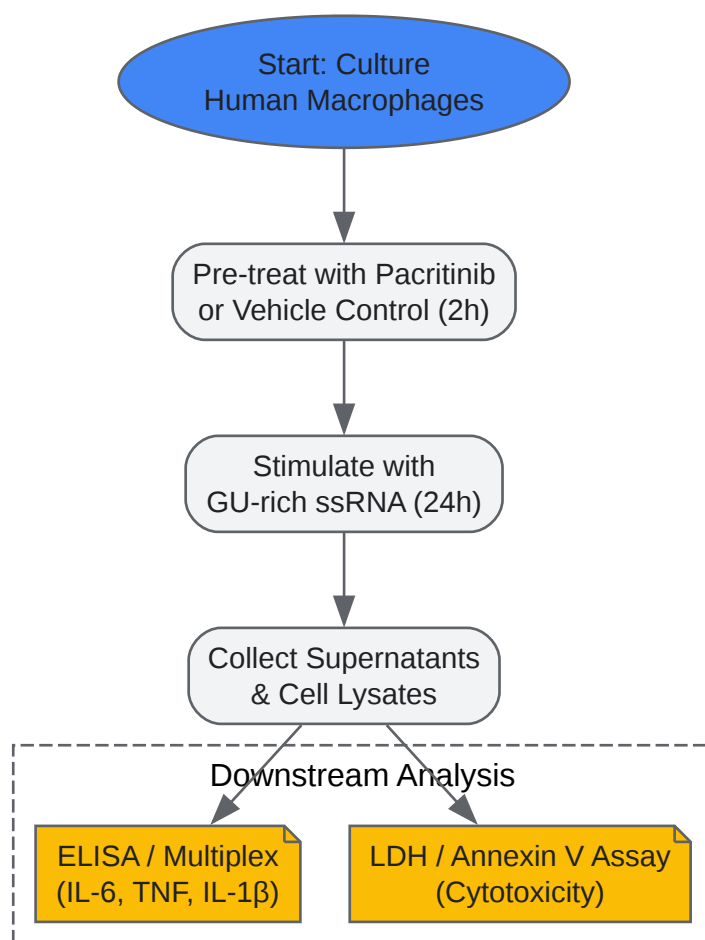 Start: Culture
Human Macrophages
Pre-treat with Pacritinib
or Vehicle Control (2h)
Stimulate with
GU-rich ssRNA (24h)
Collect Supernatants
& Cell Lysates
Downstream Analysis
ELISA / Multiplex
(IL-6, TNF, IL-1β)
LDH / Annexin V Assay
(Cytotoxicity)